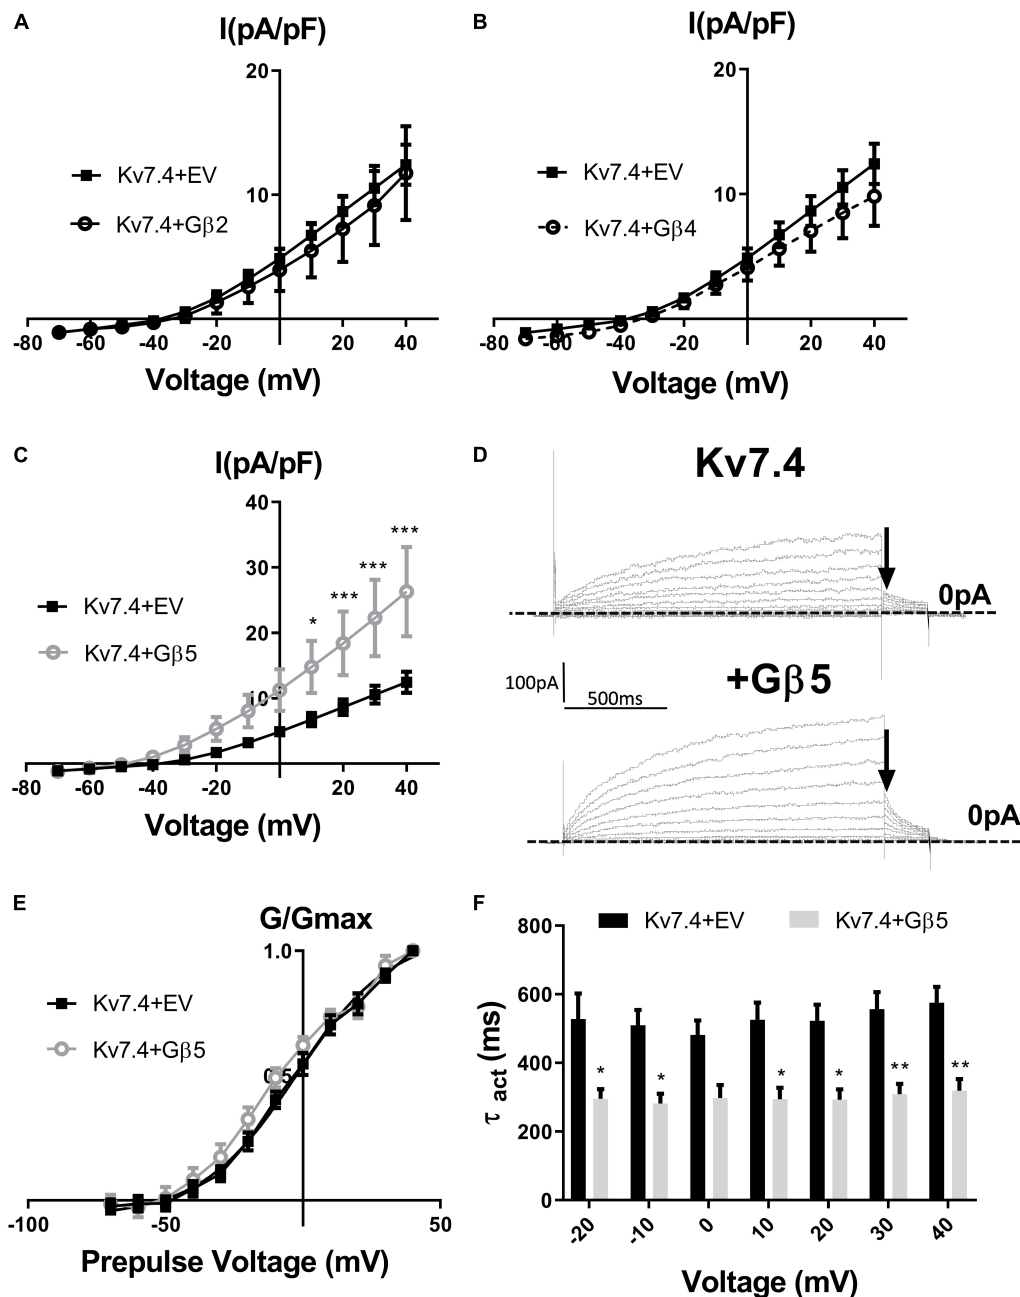 A
I(pA/pF)
20
10
Kv7.4+EV
Kv7.4+Gβ2
-80 -60 -40 -20 20 40
Voltage (mV)
B
I(pA/pF)
20
10
Kv7.4+EV
Kv7.4+Gβ4
-80 -60 -40 -20 20 40
Voltage (mV)
C
I(pA/pF)
40
30
20
10
* *** *** ***
Kv7.4+EV
Kv7.4+Gβ5
-80 -60 -40 -20 20 40
Voltage (mV)
D
Kv7.4
0pA
+Gβ5
100pA
500ms
0pA
E
G/Gmax
1.0
0.5
Kv7.4+EV
Kv7.4+Gβ5
-100 -50 50
Prepulse Voltage (mV)
F
Kv7.4+EV Kv7.4+Gβ5
800
600
400
200
0
τ act (ms)
* * * * ** **
-20 -10 0 10 20 30 40
Voltage (mV)